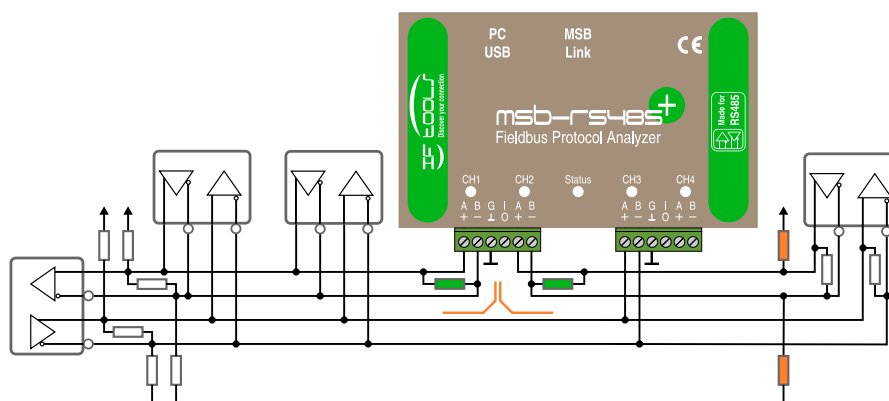 PC
USB
MSB
Link
CE
IF TOOLS
Discover your connection
msb-rs485+
Fieldbus Protocol Analyzer
Made for
RS485
CH1
CH2
Status
CH3
CH4
A B G I A B
+ − ⊥ O + −
A B G I A B
+ − ⊥ O + −